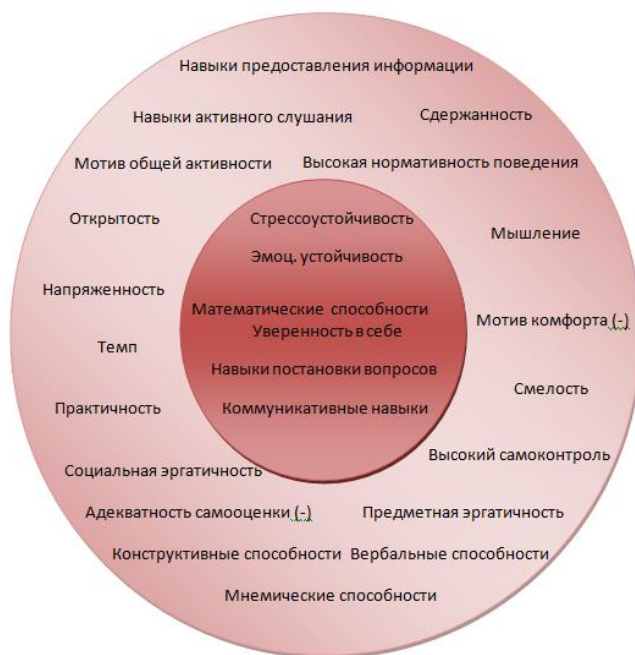 Навыки предоставления информации
Навыки активного слушания
Сдержанность
Мотив общей активности
Высокая нормативность поведения
Открытость
Стрессоустойчивость
Мышление
Эмоц. устойчивость
Напряженность
Математические способности
Мотив комфорта (-)
Уверенность в себе
Темп
Навыки постановки вопросов
Смелость
Практичность
Коммуникативные навыки
Высокий самоконтроль
Социальная эргатичность
Адекватность самооценки (-)
Предметная эргатичность
Конструктивные способности
Вербальные способности
Мнемические способности